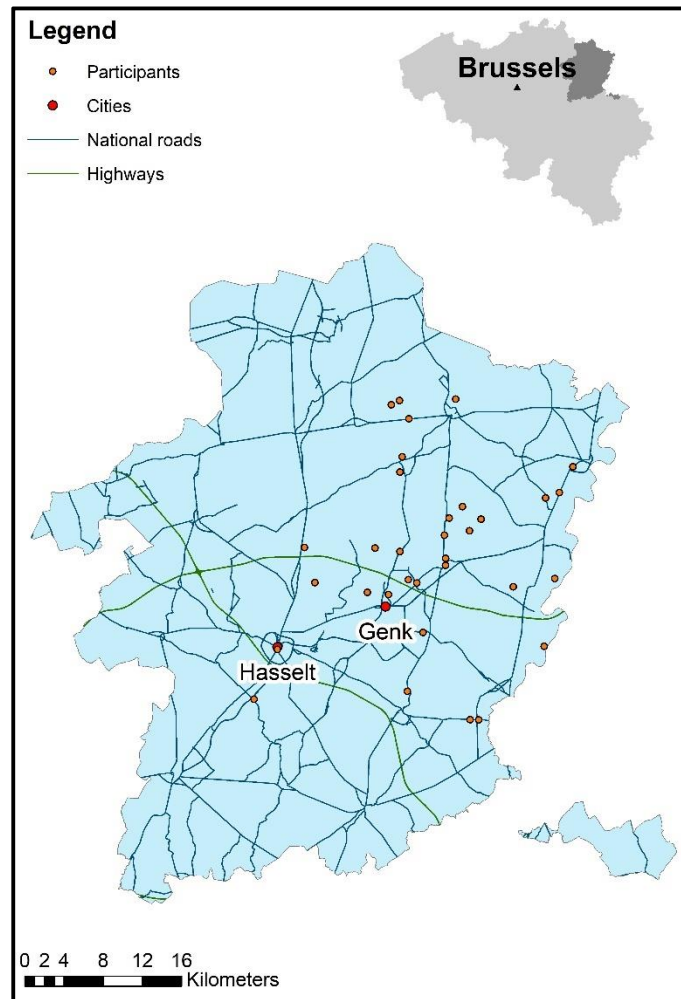 Legend
Participants
Cities
National roads
Highways
Brussels
Genk
Hasselt
0 2 4 8 12 16
Kilometers